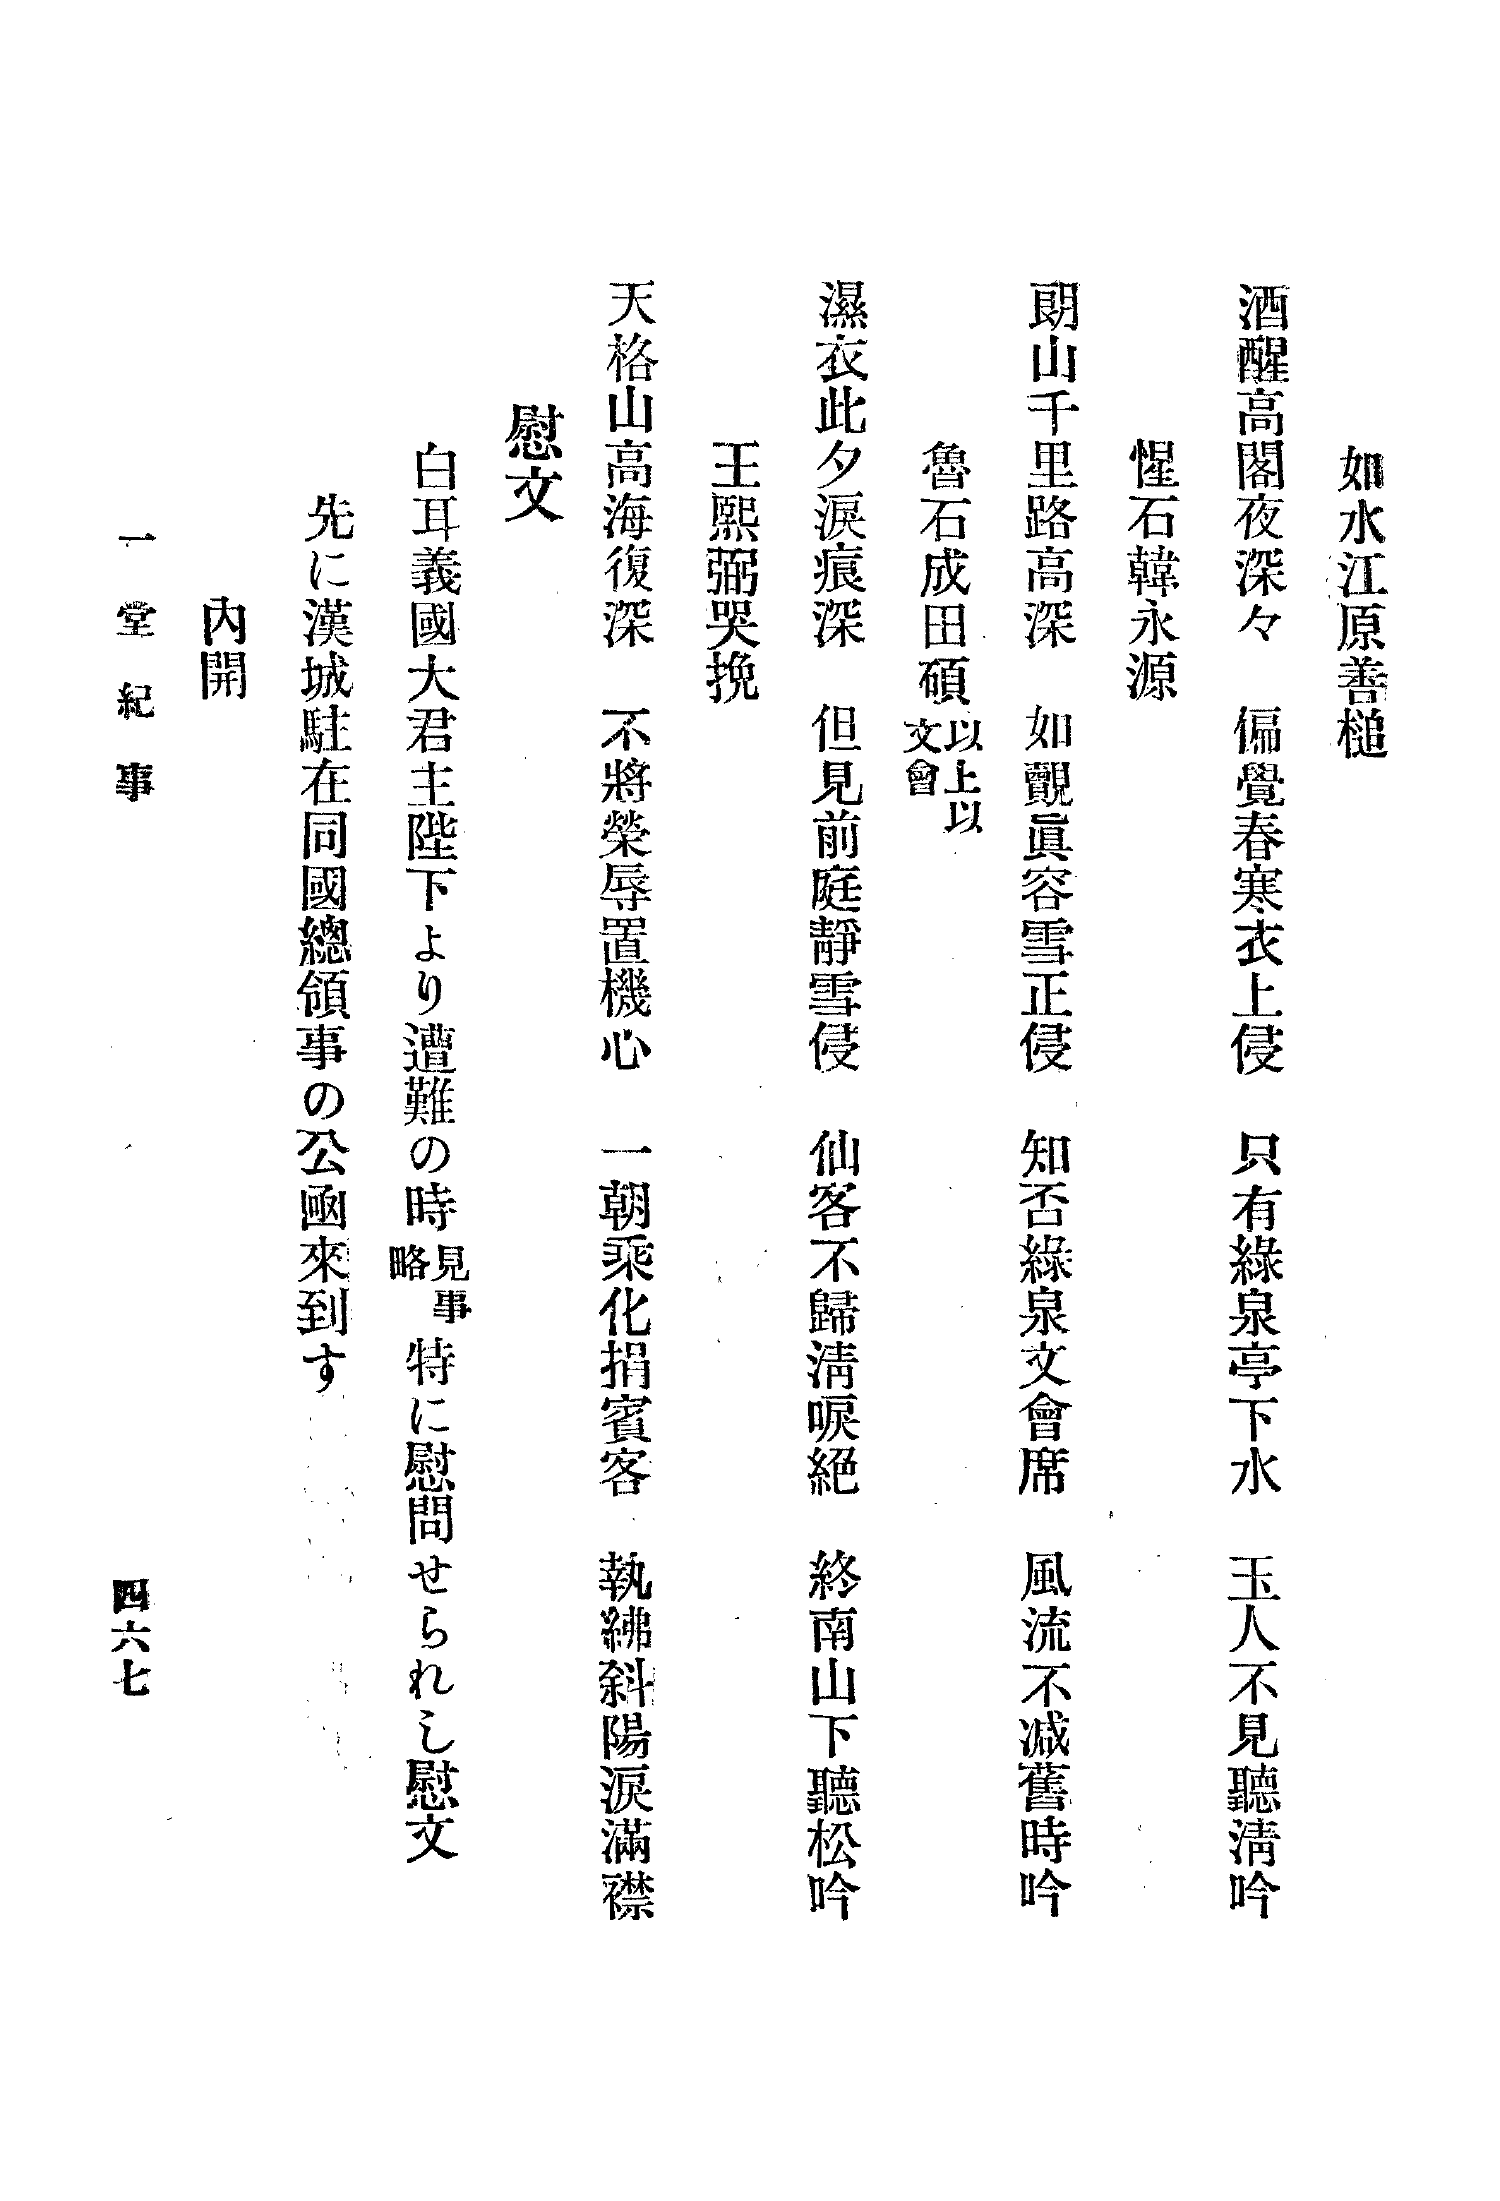 如水江原善槌
酒醒高閣夜深々　偏覺春寒衣上侵　只有綠泉亭下水　玉人不見聽淸吟
惺石韓永源
朗山千里路高深　如觀眞容雪正侵　知否綠泉文會席　風流不减舊時吟
魯石成田碩以上以文會
濕衣此夕淚痕深　但見前庭靜雪侵　仙客不歸淸唳絕　終南山下聽松吟
王熙弼哭挽
天格山高海復深　不將榮辱置機心　一朝乘化捐賓客　執紼斜陽淚滿襟
慰文
白耳義國大君主陛下より遭難の時見事略特に慰問せられし慰文
先に漢城駐在同國總領事の公凾來到す
內開
一堂紀事
四六七